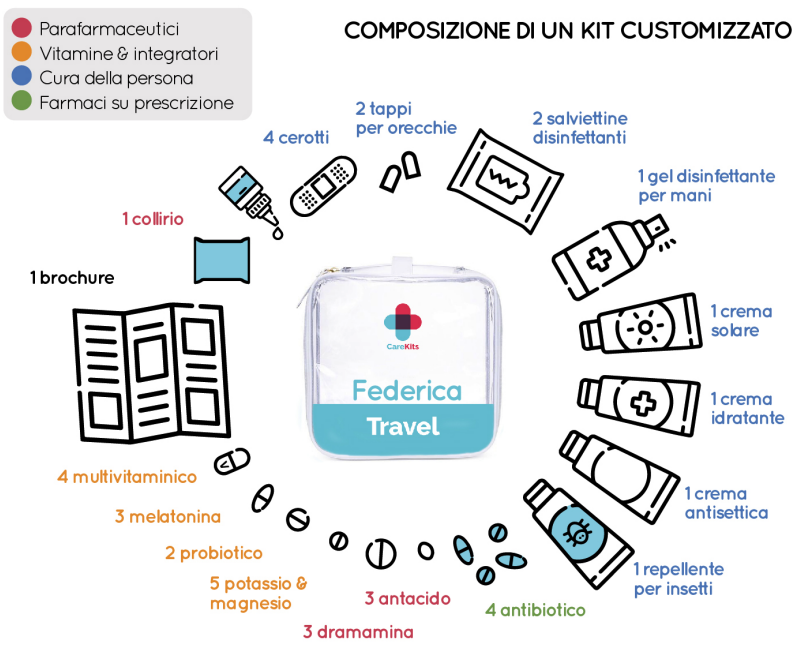 Parafarmaceutici
Vitamine & integratori
Cura della persona
Farmaci su prescrizione
COMPOSIZIONE DI UN KIT CUSTOMIZZATO
2 tappi
per orecchie
4 cerotti
2 salviettine
disinfettanti
1 gel disinfettante
per mani
1 collirio
1 brochure
1 crema
solare
CareKits
Federica
Travel
1 crema
idratante
4 multivitaminico
1 crema
antisettica
3 melatonina
2 probiotico
1 repellente
per insetti
5 potassio &
magnesio
3 antacido
4 antibiotico
3 dramamina